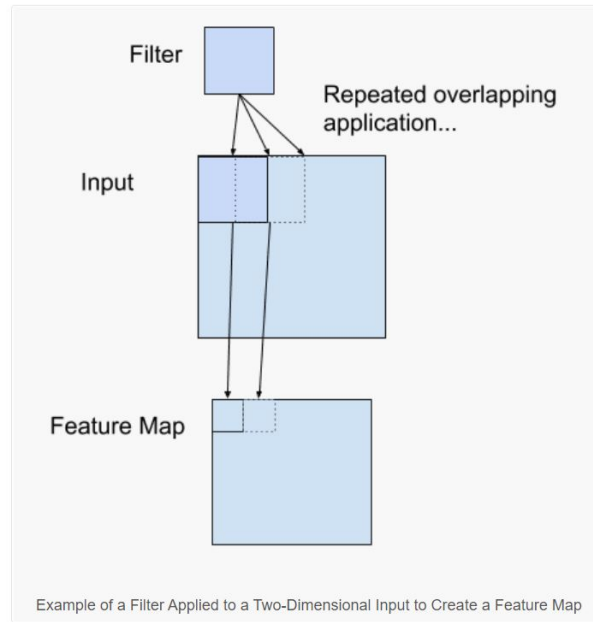 Filter
Repeated overlapping
application...
Input
Feature Map
Example of a Filter Applied to a Two-Dimensional Input to Create a Feature Map